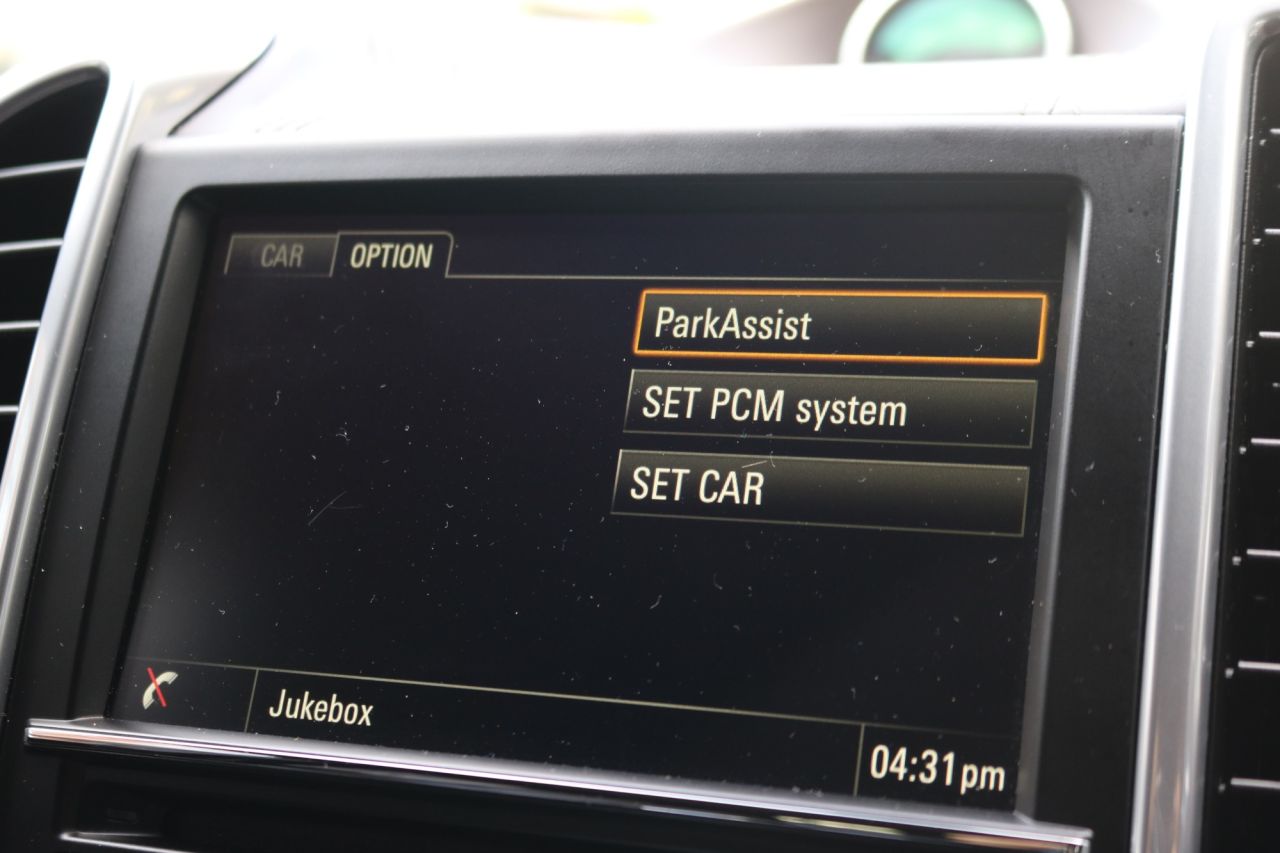 CAR
OPTION
ParkAssist
SET PCM system
SET CAR
Jukebox
04:31pm